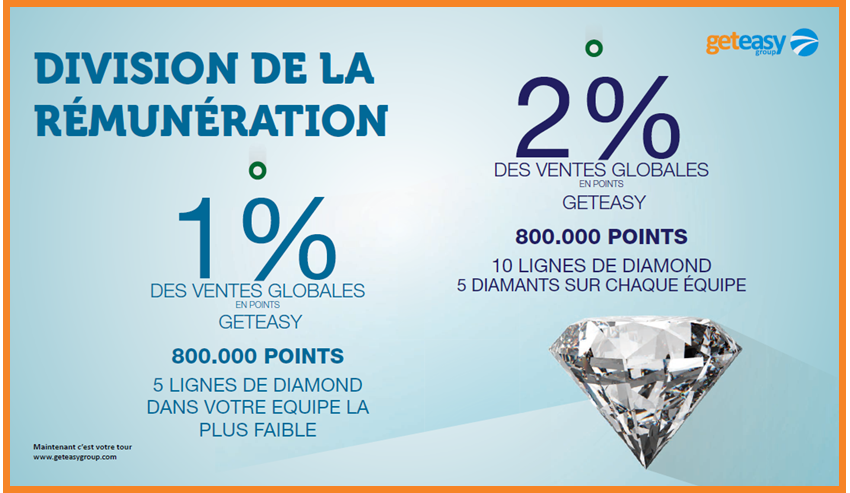 DIVISION DE LA
RÉMUNÉRATION
1%
DES VENTES GLOBALES
EN POINTS
GETEASY
800.000 POINTS
5 LIGNES DE DIAMOND
DANS VOTRE EQUIPE LA
PLUS FAIBLE
geteasy
group
2%
DES VENTES GLOBALES
EN POINTS
GETEASY
800.000 POINTS
10 LIGNES DE DIAMOND
5 DIAMANTS SUR CHAQUE ÉQUIPE
Maintenant c'est votre tour
www.geteasygroup.com